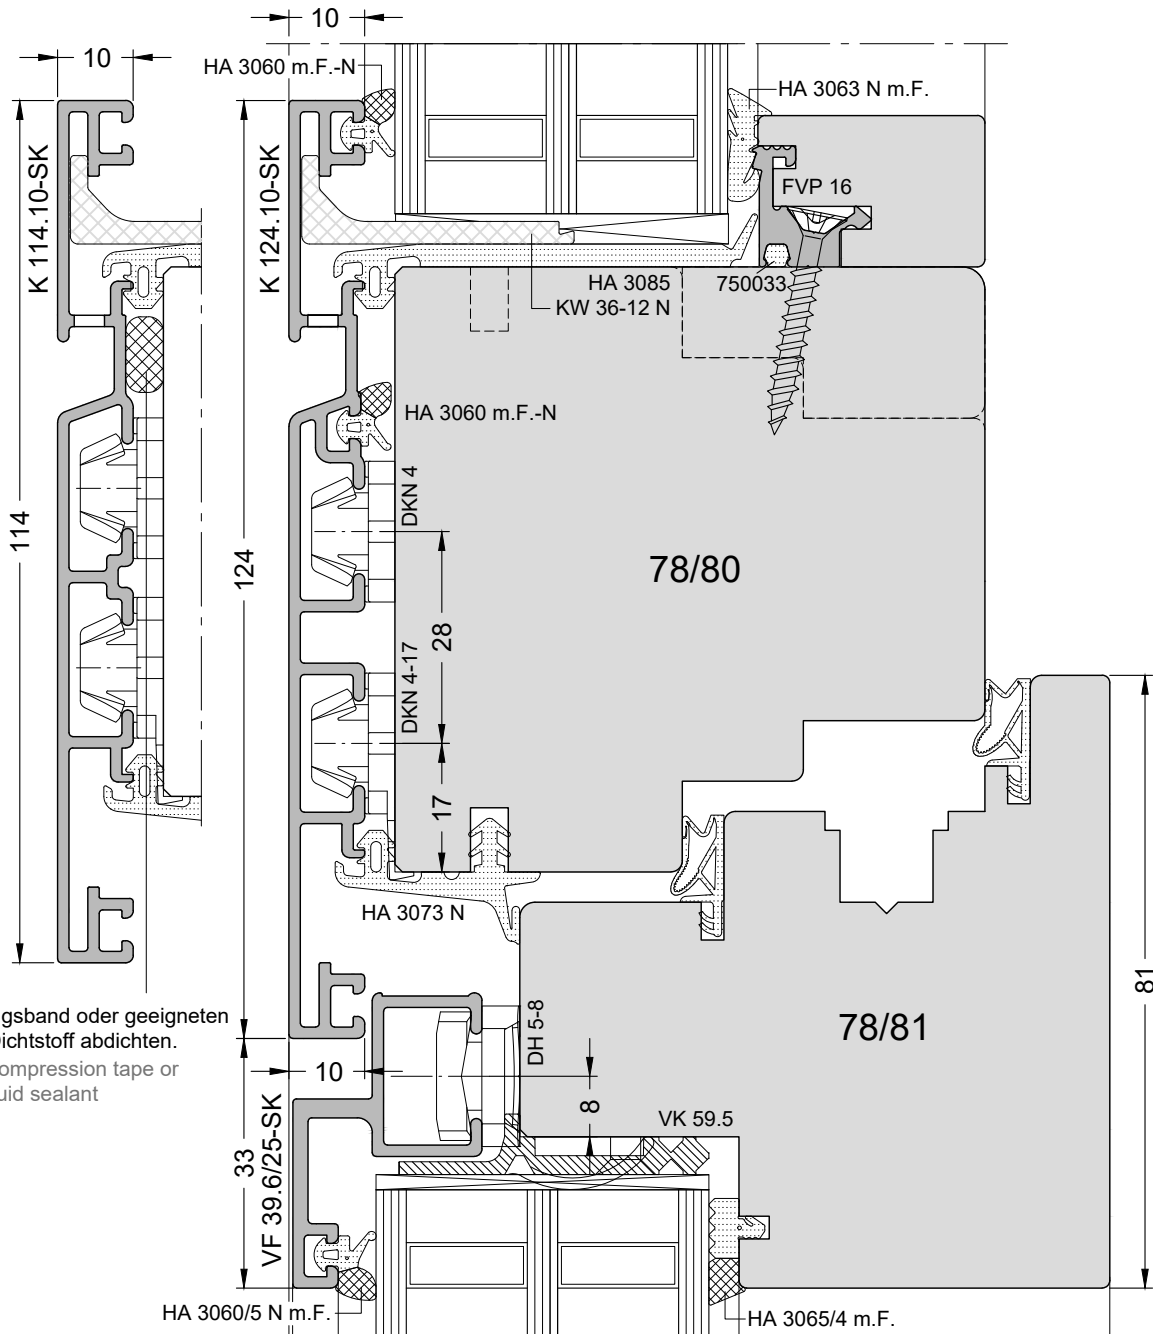 10
10
HA 3060 m.F.-N
HA 3063 N m.F.
K 114.10-SK
K 124.10-SK
FVP 16
HA 3085
750033
KW 36-12 N
HA 3060 m.F.-N
DKN 4
114
124
78/80
28
DKN 4-17
17
HA 3073 N
81
gsband oder geeigneten
Dichtstoff abdichten.
ompression tape or
uid sealant
10
DH 5-8
78/81
8
VK 59.5
33
VF 39.6/25-SK
HA 3060/5 N m.F.
HA 3065/4 m.F.